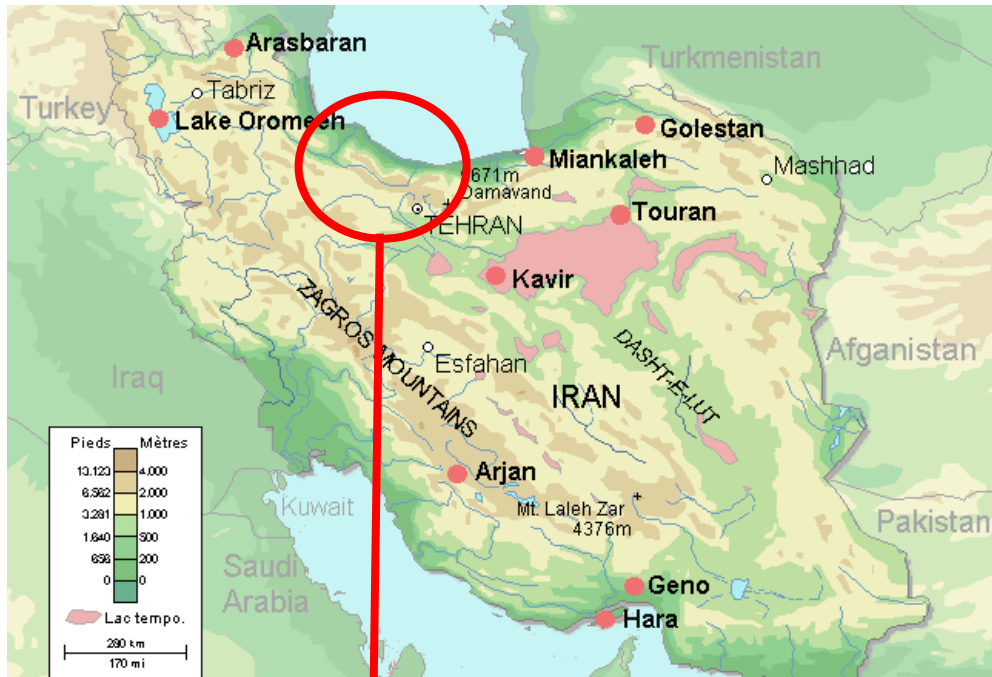 Arasbaran
Turkmenistan
Tabriz
Turkey
Lake Oromeeh
Golestan
Miankaleh
Mashhad
5671m
Damavand
TEHRAN
Touran
Kavir
ZAGROS MOUNTAINS
DASHT-E-LUT
Esfahan
Afganistan
Iraq
IRAN
Pieds Mètres
13.123 4.000
6.562 2.000
3.281 1.000
1.640 500
656 200
0 0
Lac tempo.
280 km
170 mi
Arjan
Kuwait
Mt. Laleh Zar
4376m
Pakistan
Saudi
Arabia
Geno
Hara